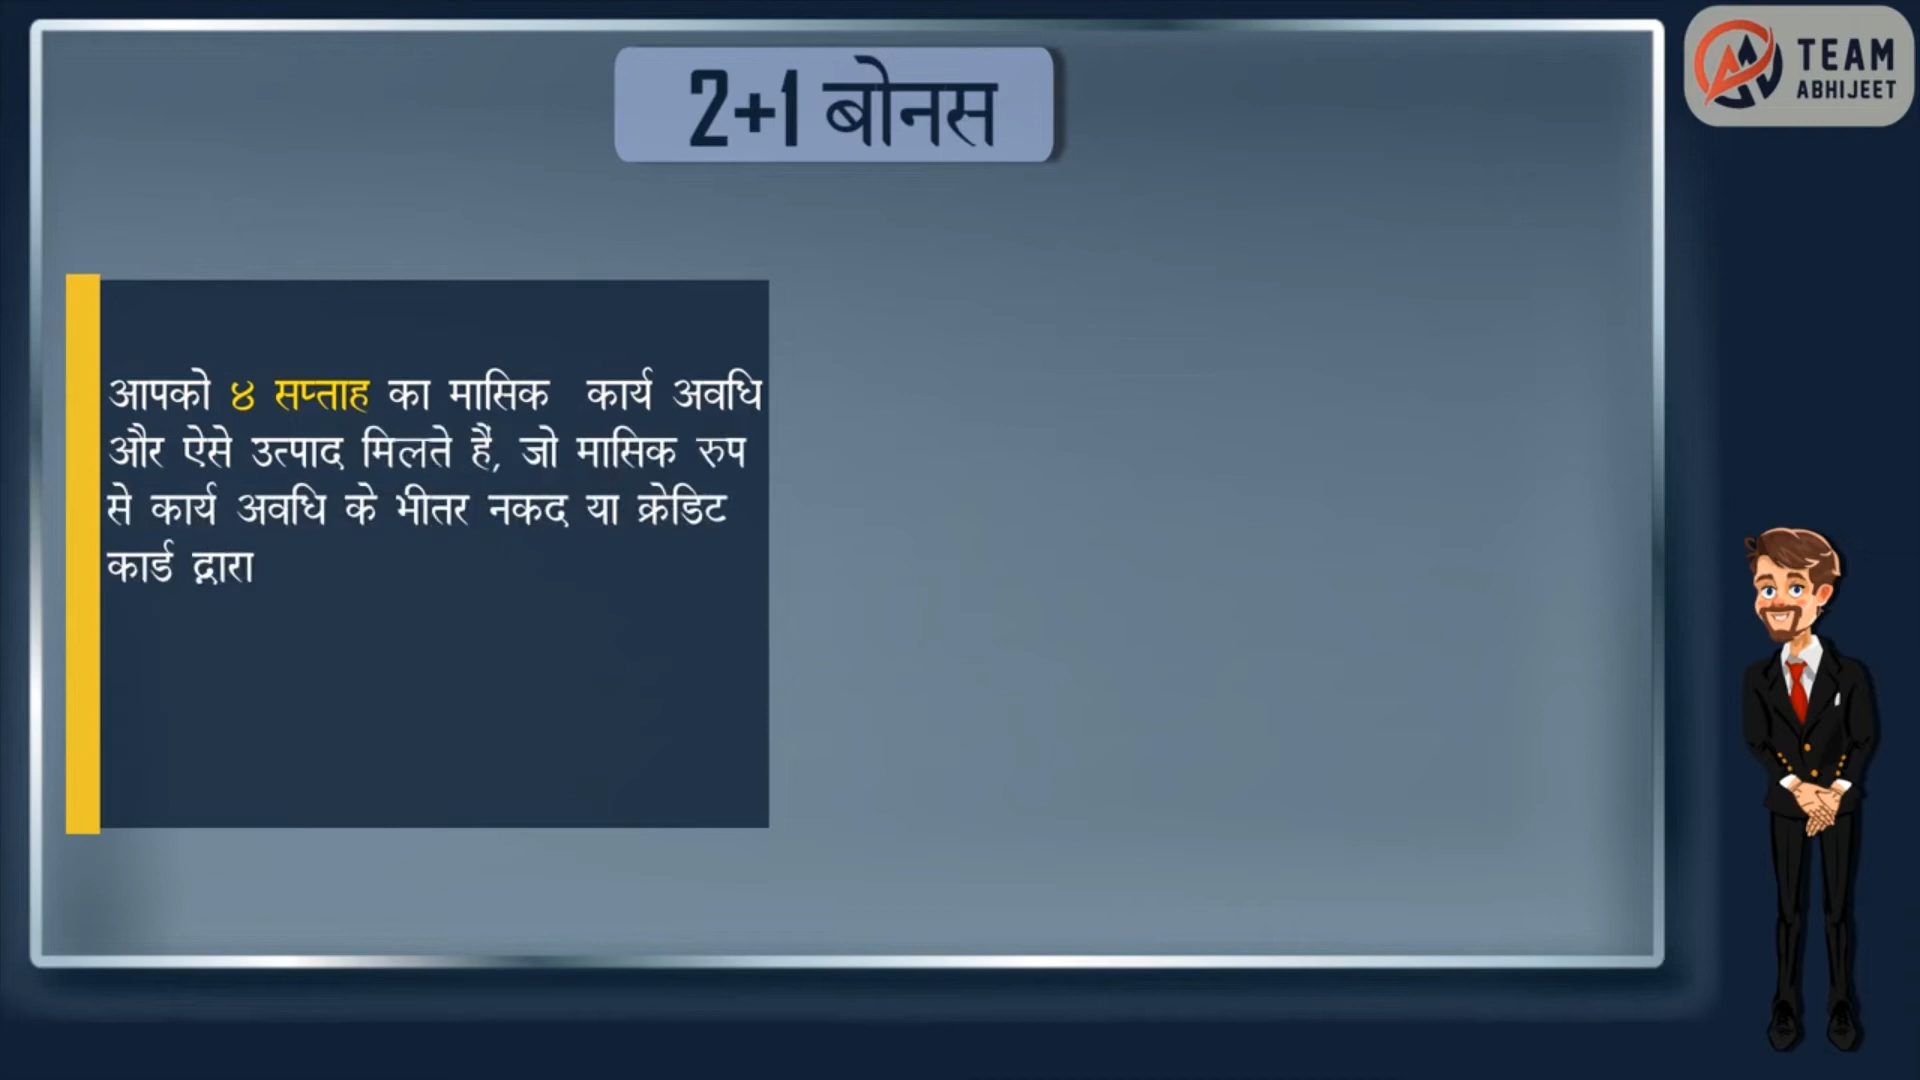 2+1 बोनस
TEAM
ABHIJEET
आपको ४ सप्ताह का मासिक कार्य अवधि
और ऐसे उत्पाद मिलते हैं, जो मासिक रुप
से कार्य अवधि के भीतर नकद या क्रेडिट
कार्ड द्वारा